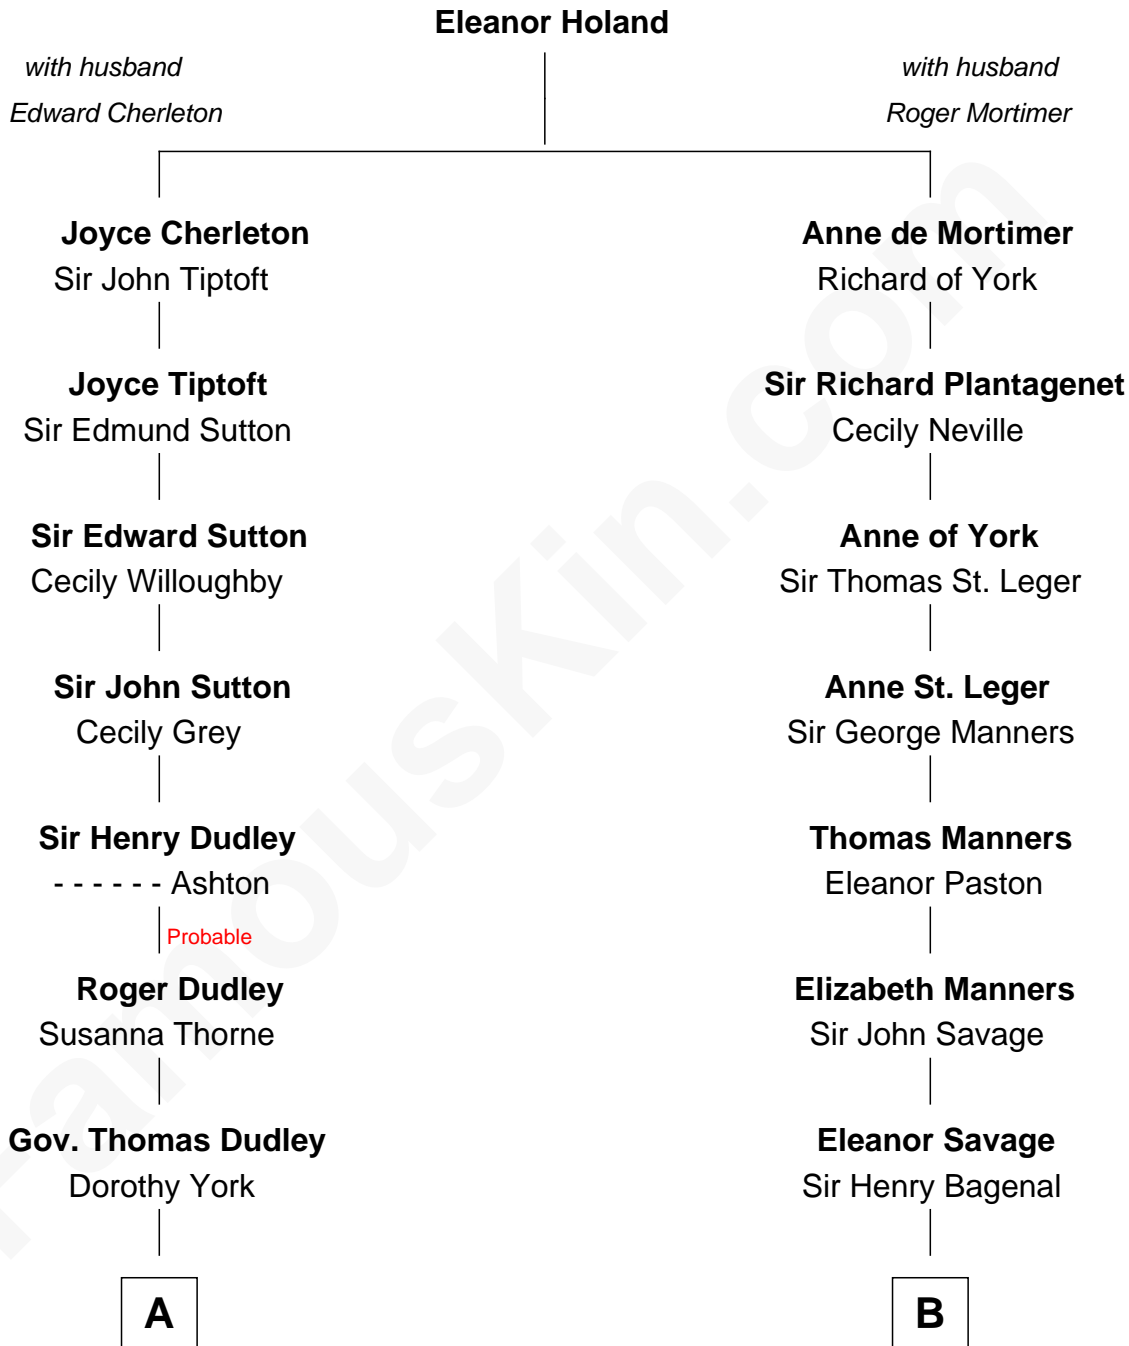 Eleanor Holand
with husband
Edward Cherleton
with husband
Roger Mortimer
Joyce Cherleton
Sir John Tiptoft
Anne de Mortimer
Richard of York
Joyce Tiptoft
Sir Edmund Sutton
Sir Richard Plantagenet
Cecily Neville
Sir Edward Sutton
Cecily Willoughby
Anne of York
Sir Thomas St. Leger
Sir John Sutton
Cecily Grey
Anne St. Leger
Sir George Manners
Sir Henry Dudley
- - - - - - Ashton
Thomas Manners
Eleanor Paston
Probable
Roger Dudley
Susanna Thorne
Elizabeth Manners
Sir John Savage
Gov. Thomas Dudley
Dorothy York
Eleanor Savage
Sir Henry Bagenal
A
B
FamousKin.com